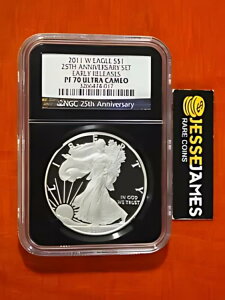 2011 W EAGLE S$1
25TH ANNIVERSARY SET
EARLY RELEASES
PF 70 ULTRA CAMEO
NGC 25th Anniversary
LIBERTY
IN GOD
WE TRUST
JESSE JAMES
RARE COINS